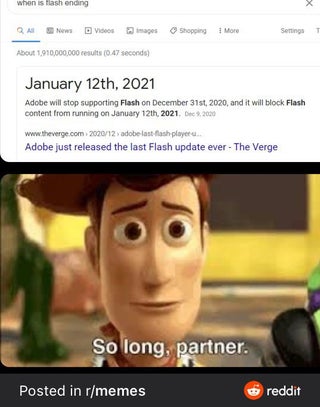 when is flash ending
All News Videos Images Shopping More Settings
About 1,910,000,000 results (0.47 seconds)
January 12th, 2021
Adobe will stop supporting Flash on December 31st, 2020, and it will block Flash
content from running on January 12th, 2021. Dec 9, 2020
www.theverge.com › 2020/12 › adobe-last-flash-player-u...
Adobe just released the last Flash update ever - The Verge
So long, partner.
Posted in r/memes reddit